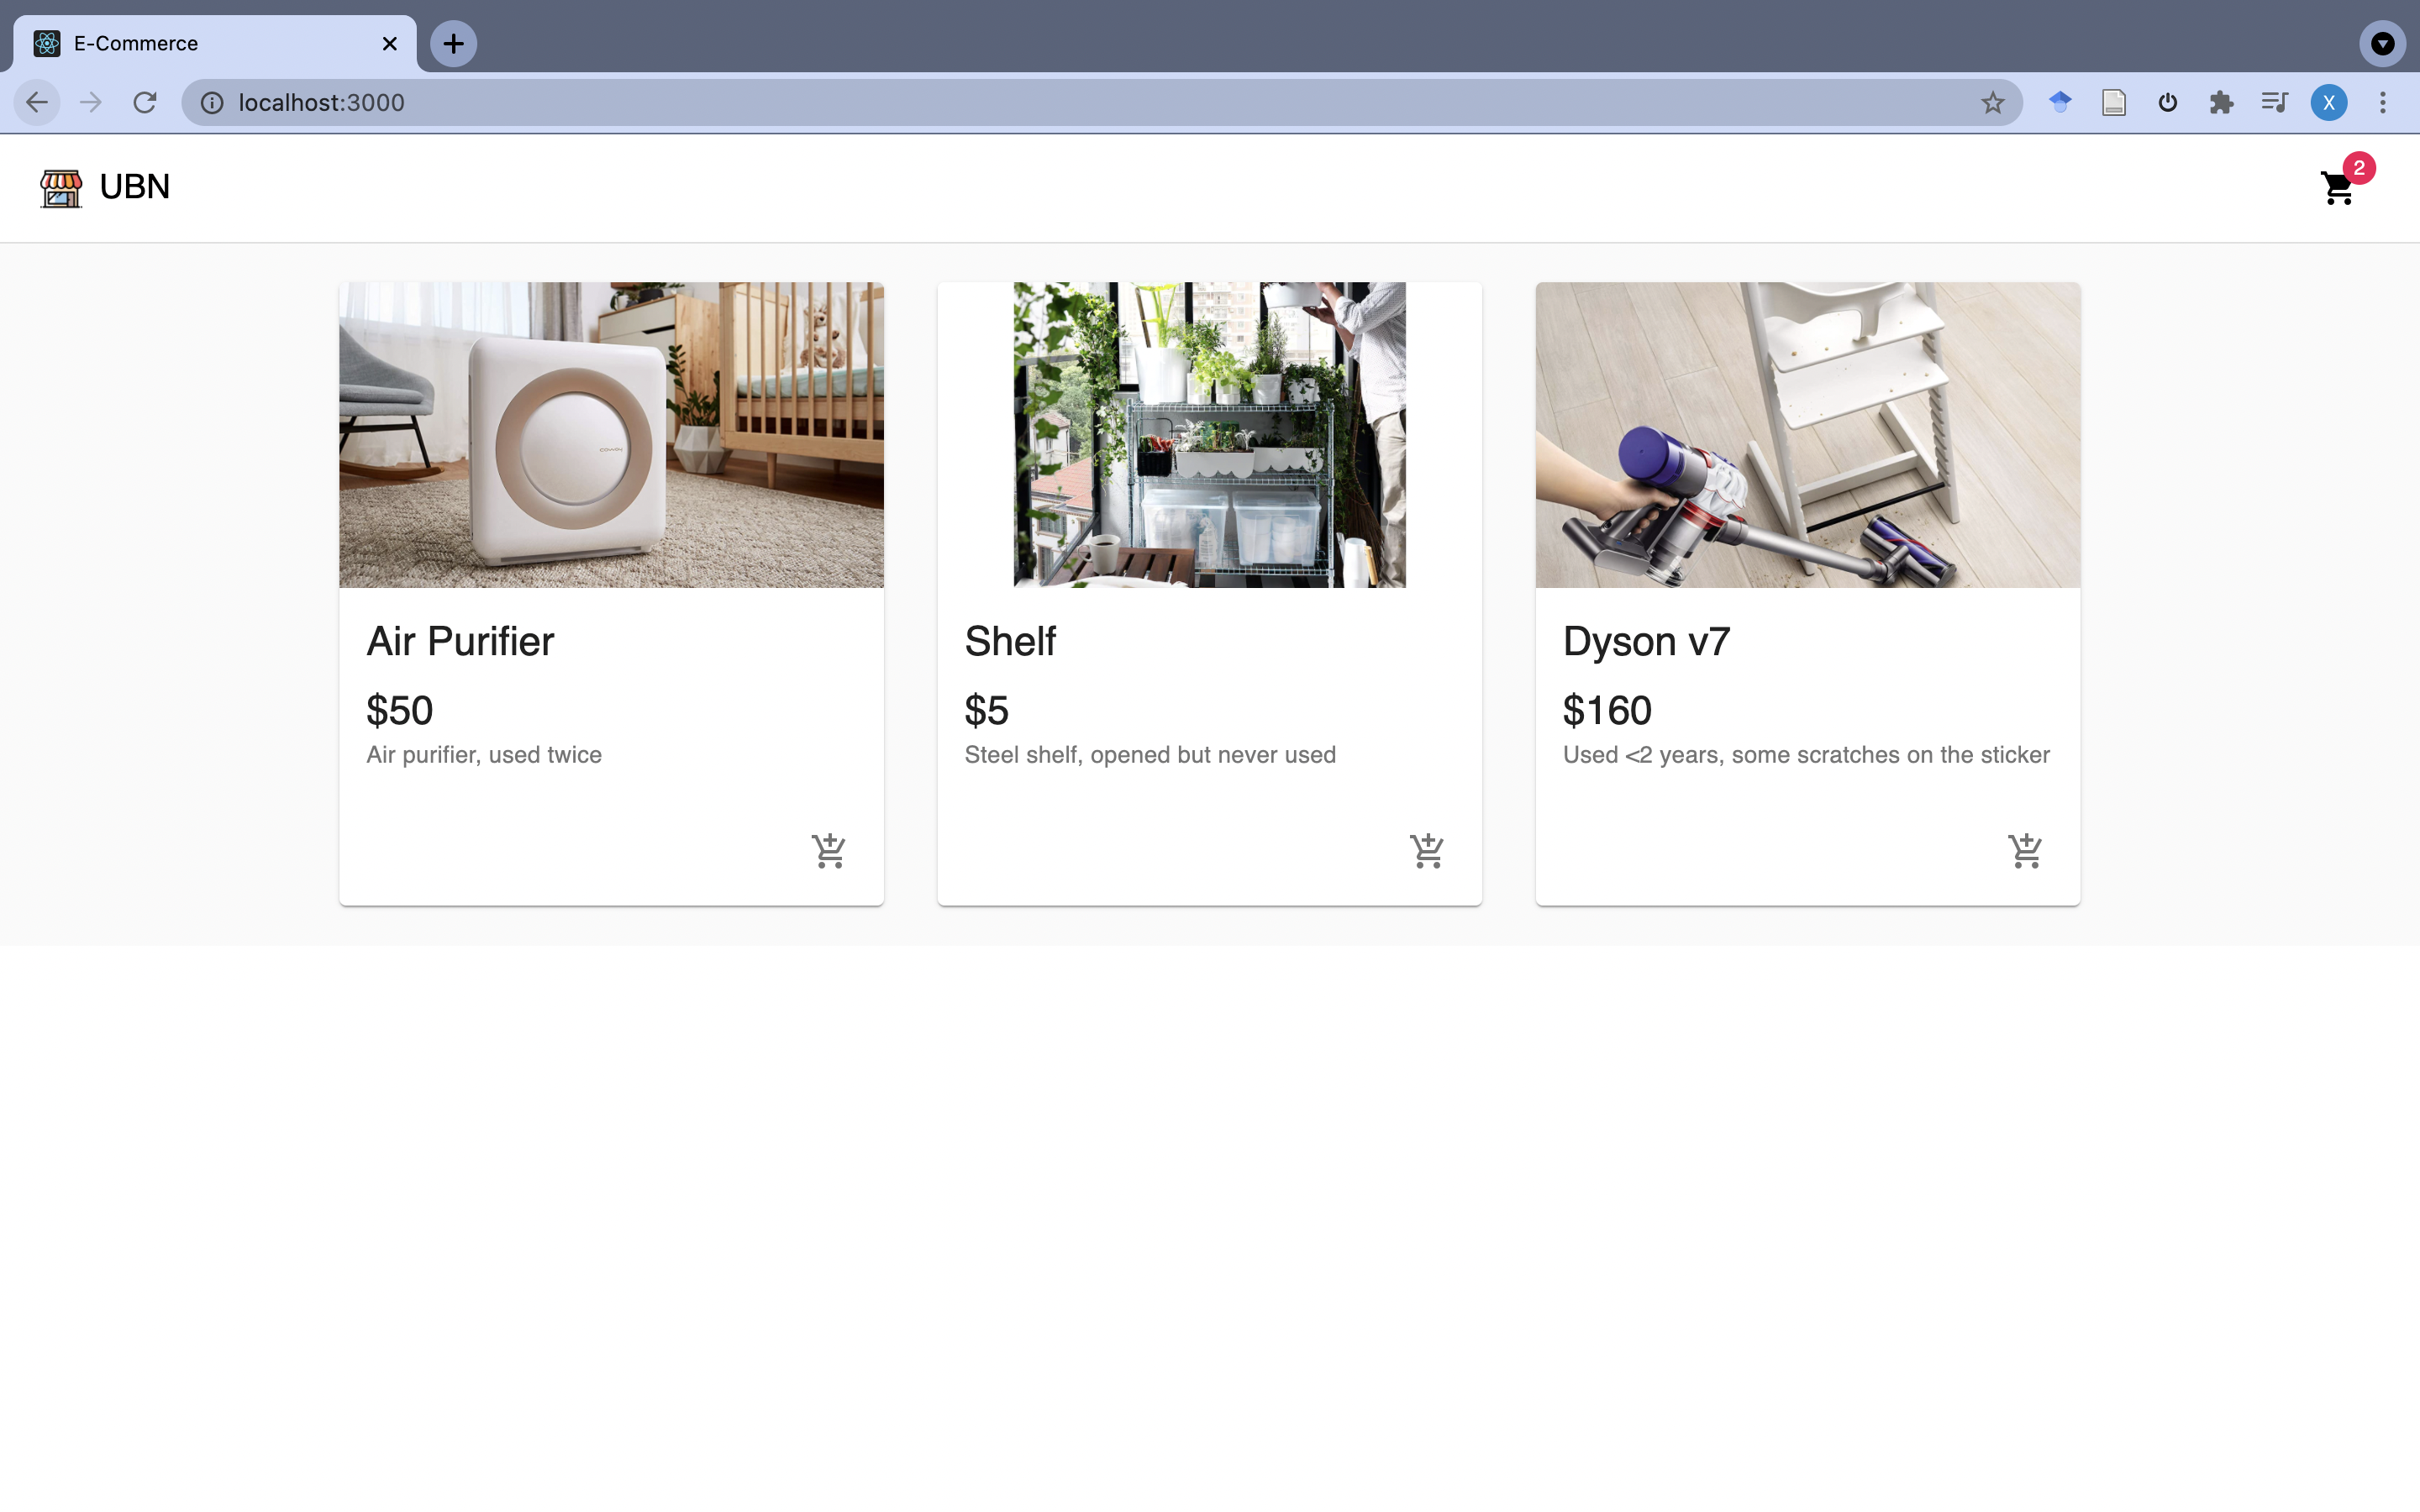 E-Commerce
localhost:3000
X
UBN
2
coway
Air Purifier
$50
Air purifier, used twice
Shelf
$5
Steel shelf, opened but never used
Dyson v7
$160
Used <2 years, some scratches on the sticker